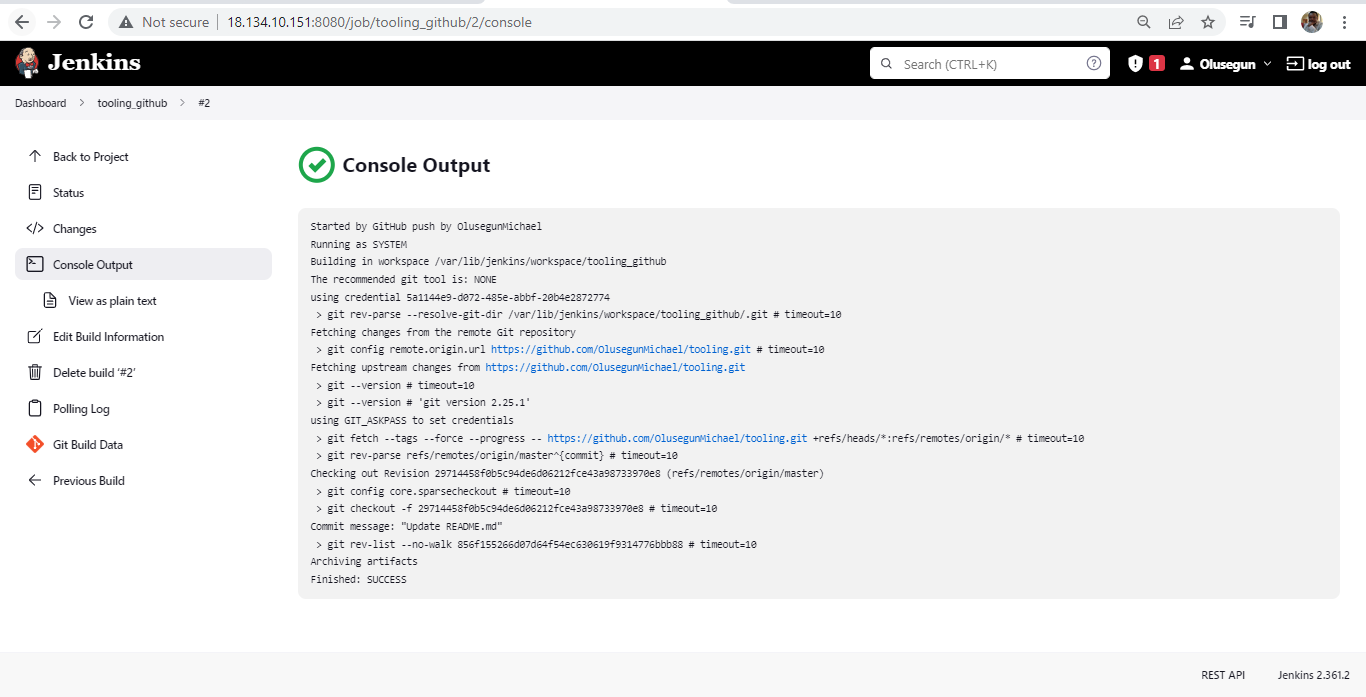 Not secure 18.134.10.151:8080/job/tooling_github/2/console
Jenkins
Search (CTRL+K)
1
Olusegun
log out
Dashboard
tooling_github
#2
Back to Project
Status
Changes
Console Output
View as plain text
Edit Build Information
Delete build ‘#2’
Polling Log
Git Build Data
Previous Build
Console Output
Started by GitHub push by OlusegunMichael
Running as SYSTEM
Building in workspace /var/lib/jenkins/workspace/tooling_github
The recommended git tool is: NONE
using credential 5a1144e9-d072-485e-abbf-20b4e2872774
> git rev-parse --resolve-git-dir /var/lib/jenkins/workspace/tooling_github/.git # timeout=10
Fetching changes from the remote Git repository
> git config remote.origin.url https://github.com/OlusegunMichael/tooling.git # timeout=10
Fetching upstream changes from https://github.com/OlusegunMichael/tooling.git
> git --version # timeout=10
> git --version # 'git version 2.25.1'
using GIT_ASKPASS to set credentials
> git fetch --tags --force --progress -- https://github.com/OlusegunMichael/tooling.git +refs/heads/*:refs/remotes/origin/* # timeout=10
> git rev-parse refs/remotes/origin/master^{commit} # timeout=10
Checking out Revision 29714458f0b5c94de6d06212fce43a98733970e8 (refs/remotes/origin/master)
> git config core.sparsecheckout # timeout=10
> git checkout -f 29714458f0b5c94de6d06212fce43a98733970e8 # timeout=10
Commit message: "Update README.md"
> git rev-list --no-walk 856f155266d07d64f54ec630619f9314776bbb88 # timeout=10
Archiving artifacts
Finished: SUCCESS
REST API
Jenkins 2.361.2